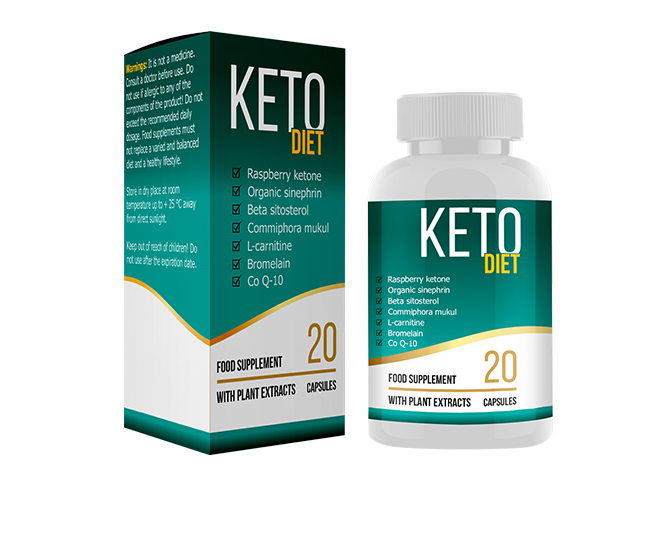 Warnings: It is not a medicine.
Consult a doctor before use. Do
not use if allergic to any of the
components of the product! Do not
exceed the recommended daily
dosage. Food supplements must
not replace a varied and balanced
diet and a healthy lifestyle.
Store in dry place at room
temperature up to + 25 °C away
from direct sunlight.
Keep out of reach of children! Do
not use after the expiration date.
KETO
DIET
Raspberry ketone
Organic sinephrin
Beta sitosterol
Commiphora mukul
L-carnitine
Bromelain
Co Q-10
FOOD SUPPLEMENT
20
WITH PLANT EXTRACTS
CAPSULES
KETO
DIET
Raspberry ketone
Organic sinephrin
Beta sitosterol
Commiphora mukul
L-carnitine
Bromelain
Co Q-10
FOOD SUPPLEMENT
20
WITH PLANT EXTRACTS
CAPSULES